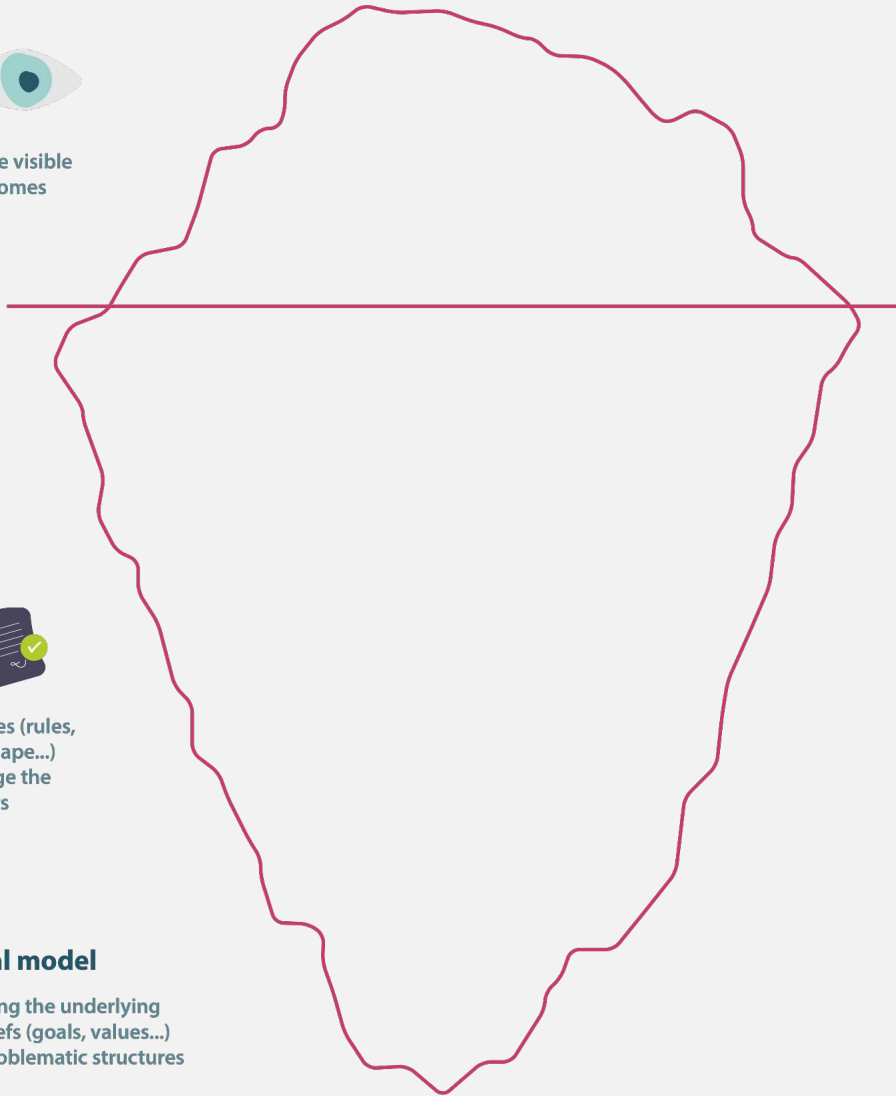 e visible
omes
es (rules,
ape...)
ge the
s
al model
ng the underlying
efs (goals, values...)
oblematic structures